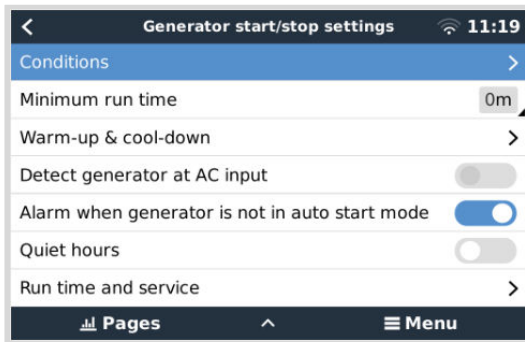 Generator start/stop settings 11:19
Conditions
Minimum run time 0m
Warm-up & cool-down
Detect generator at AC input
Alarm when generator is not in auto start mode
Quiet hours
Run time and service
Pages Menu